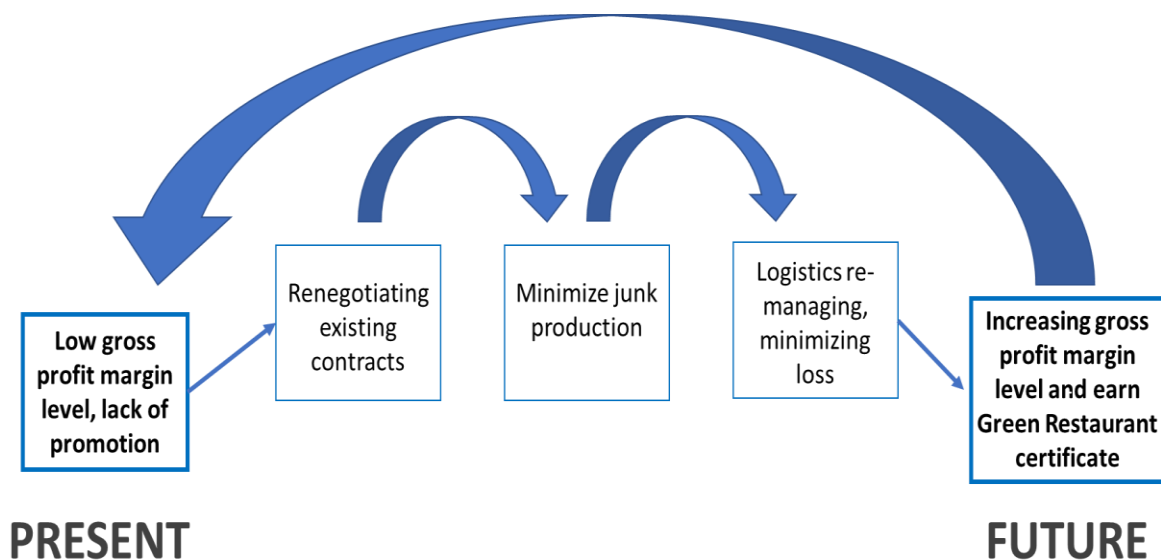 Low gross
profit margin
level, lack of
promotion
Renegotiating
existing
contracts
Minimize junk
production
Logistics re-
managing,
minimizing
loss
Increasing gross
profit margin
level and earn
Green Restaurant
certificate
PRESENT
FUTURE